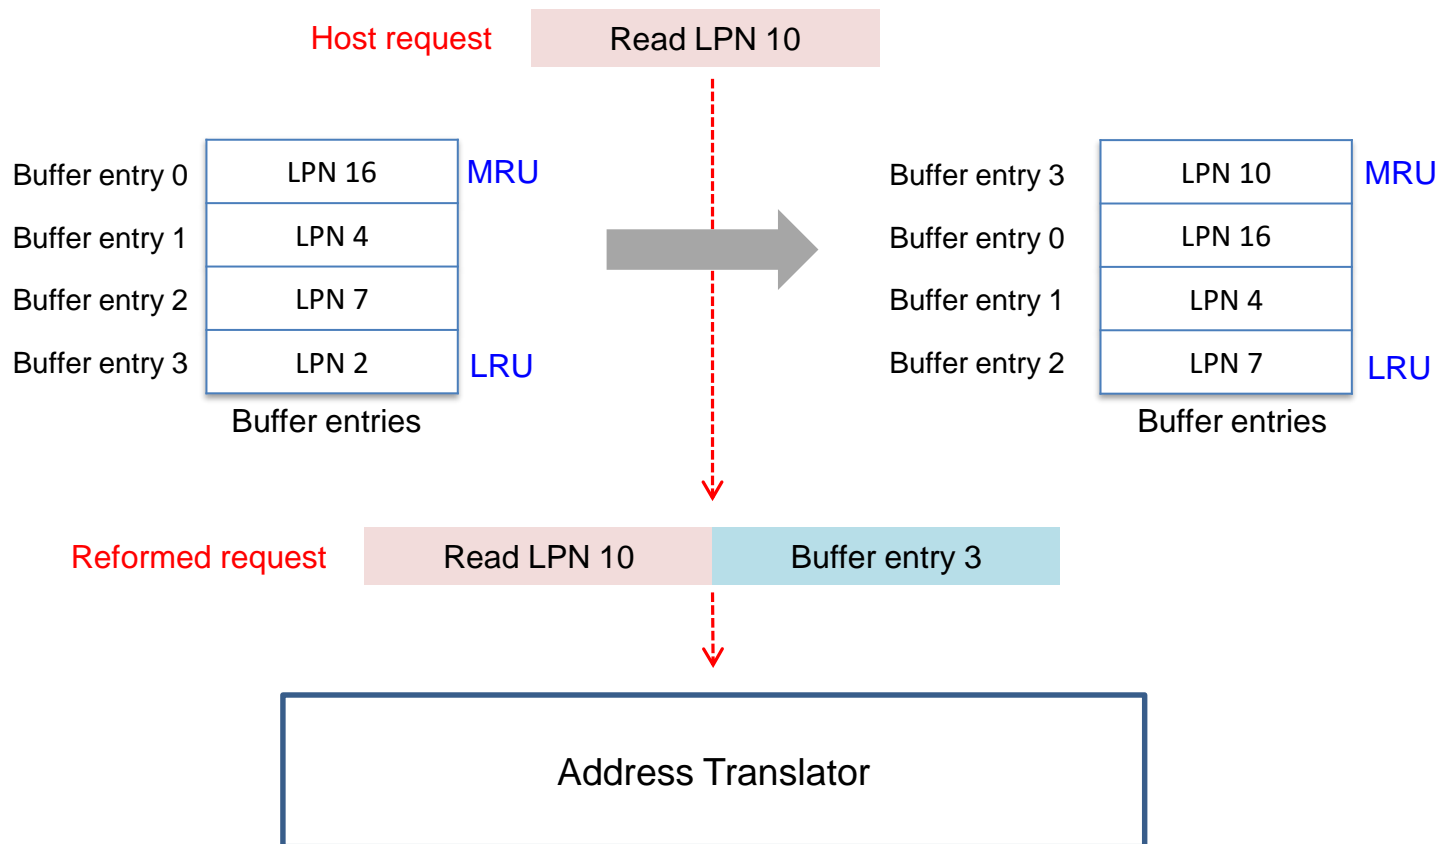 Host request Read LPN 10
Buffer entry 0 LPN 16 MRU Buffer entry 3 LPN 10 MRU
Buffer entry 1 LPN 4 Buffer entry 0 LPN 16
Buffer entry 2 LPN 7 Buffer entry 1 LPN 4
Buffer entry 3 LPN 2 LRU Buffer entry 2 LPN 7 LRU
Buffer entries Buffer entries
Reformed request Read LPN 10 Buffer entry 3
Address Translator